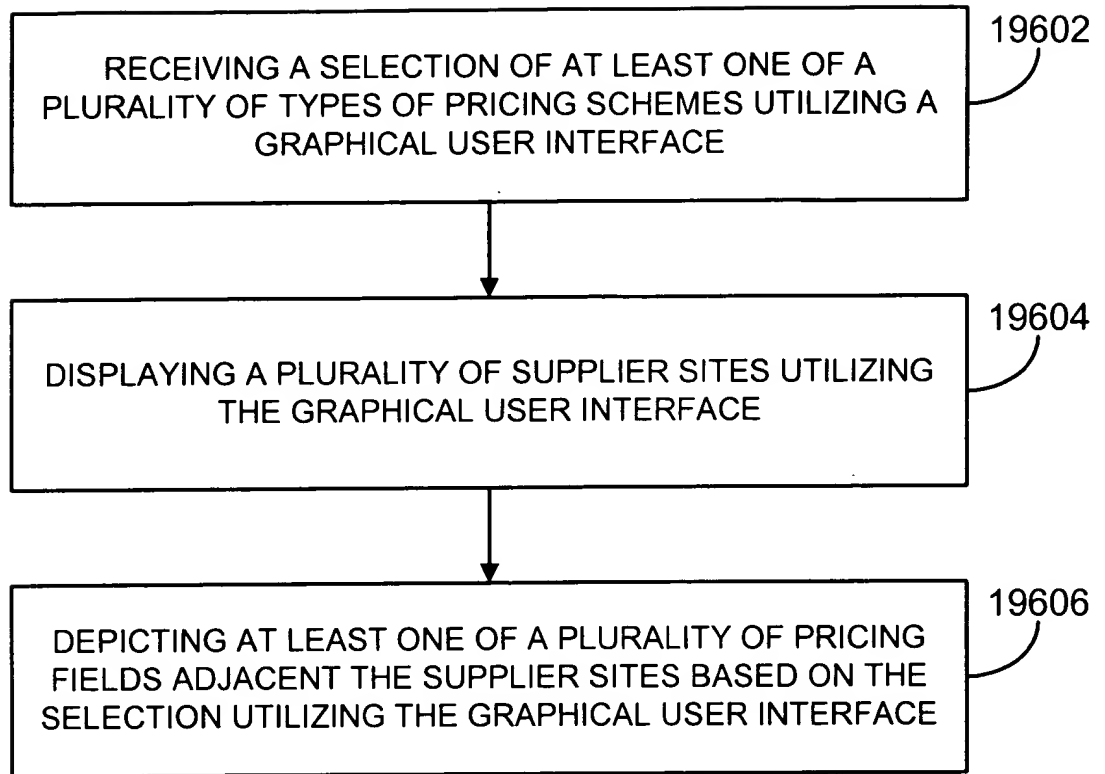 19602
RECEIVING A SELECTION OF AT LEAST ONE OF A
PLURALITY OF TYPES OF PRICING SCHEMES UTILIZING A
GRAPHICAL USER INTERFACE
19604
DISPLAYING A PLURALITY OF SUPPLIER SITES UTILIZING
THE GRAPHICAL USER INTERFACE
19606
DEPICTING AT LEAST ONE OF A PLURALITY OF PRICING
FIELDS ADJACENT THE SUPPLIER SITES BASED ON THE
SELECTION UTILIZING THE GRAPHICAL USER INTERFACE